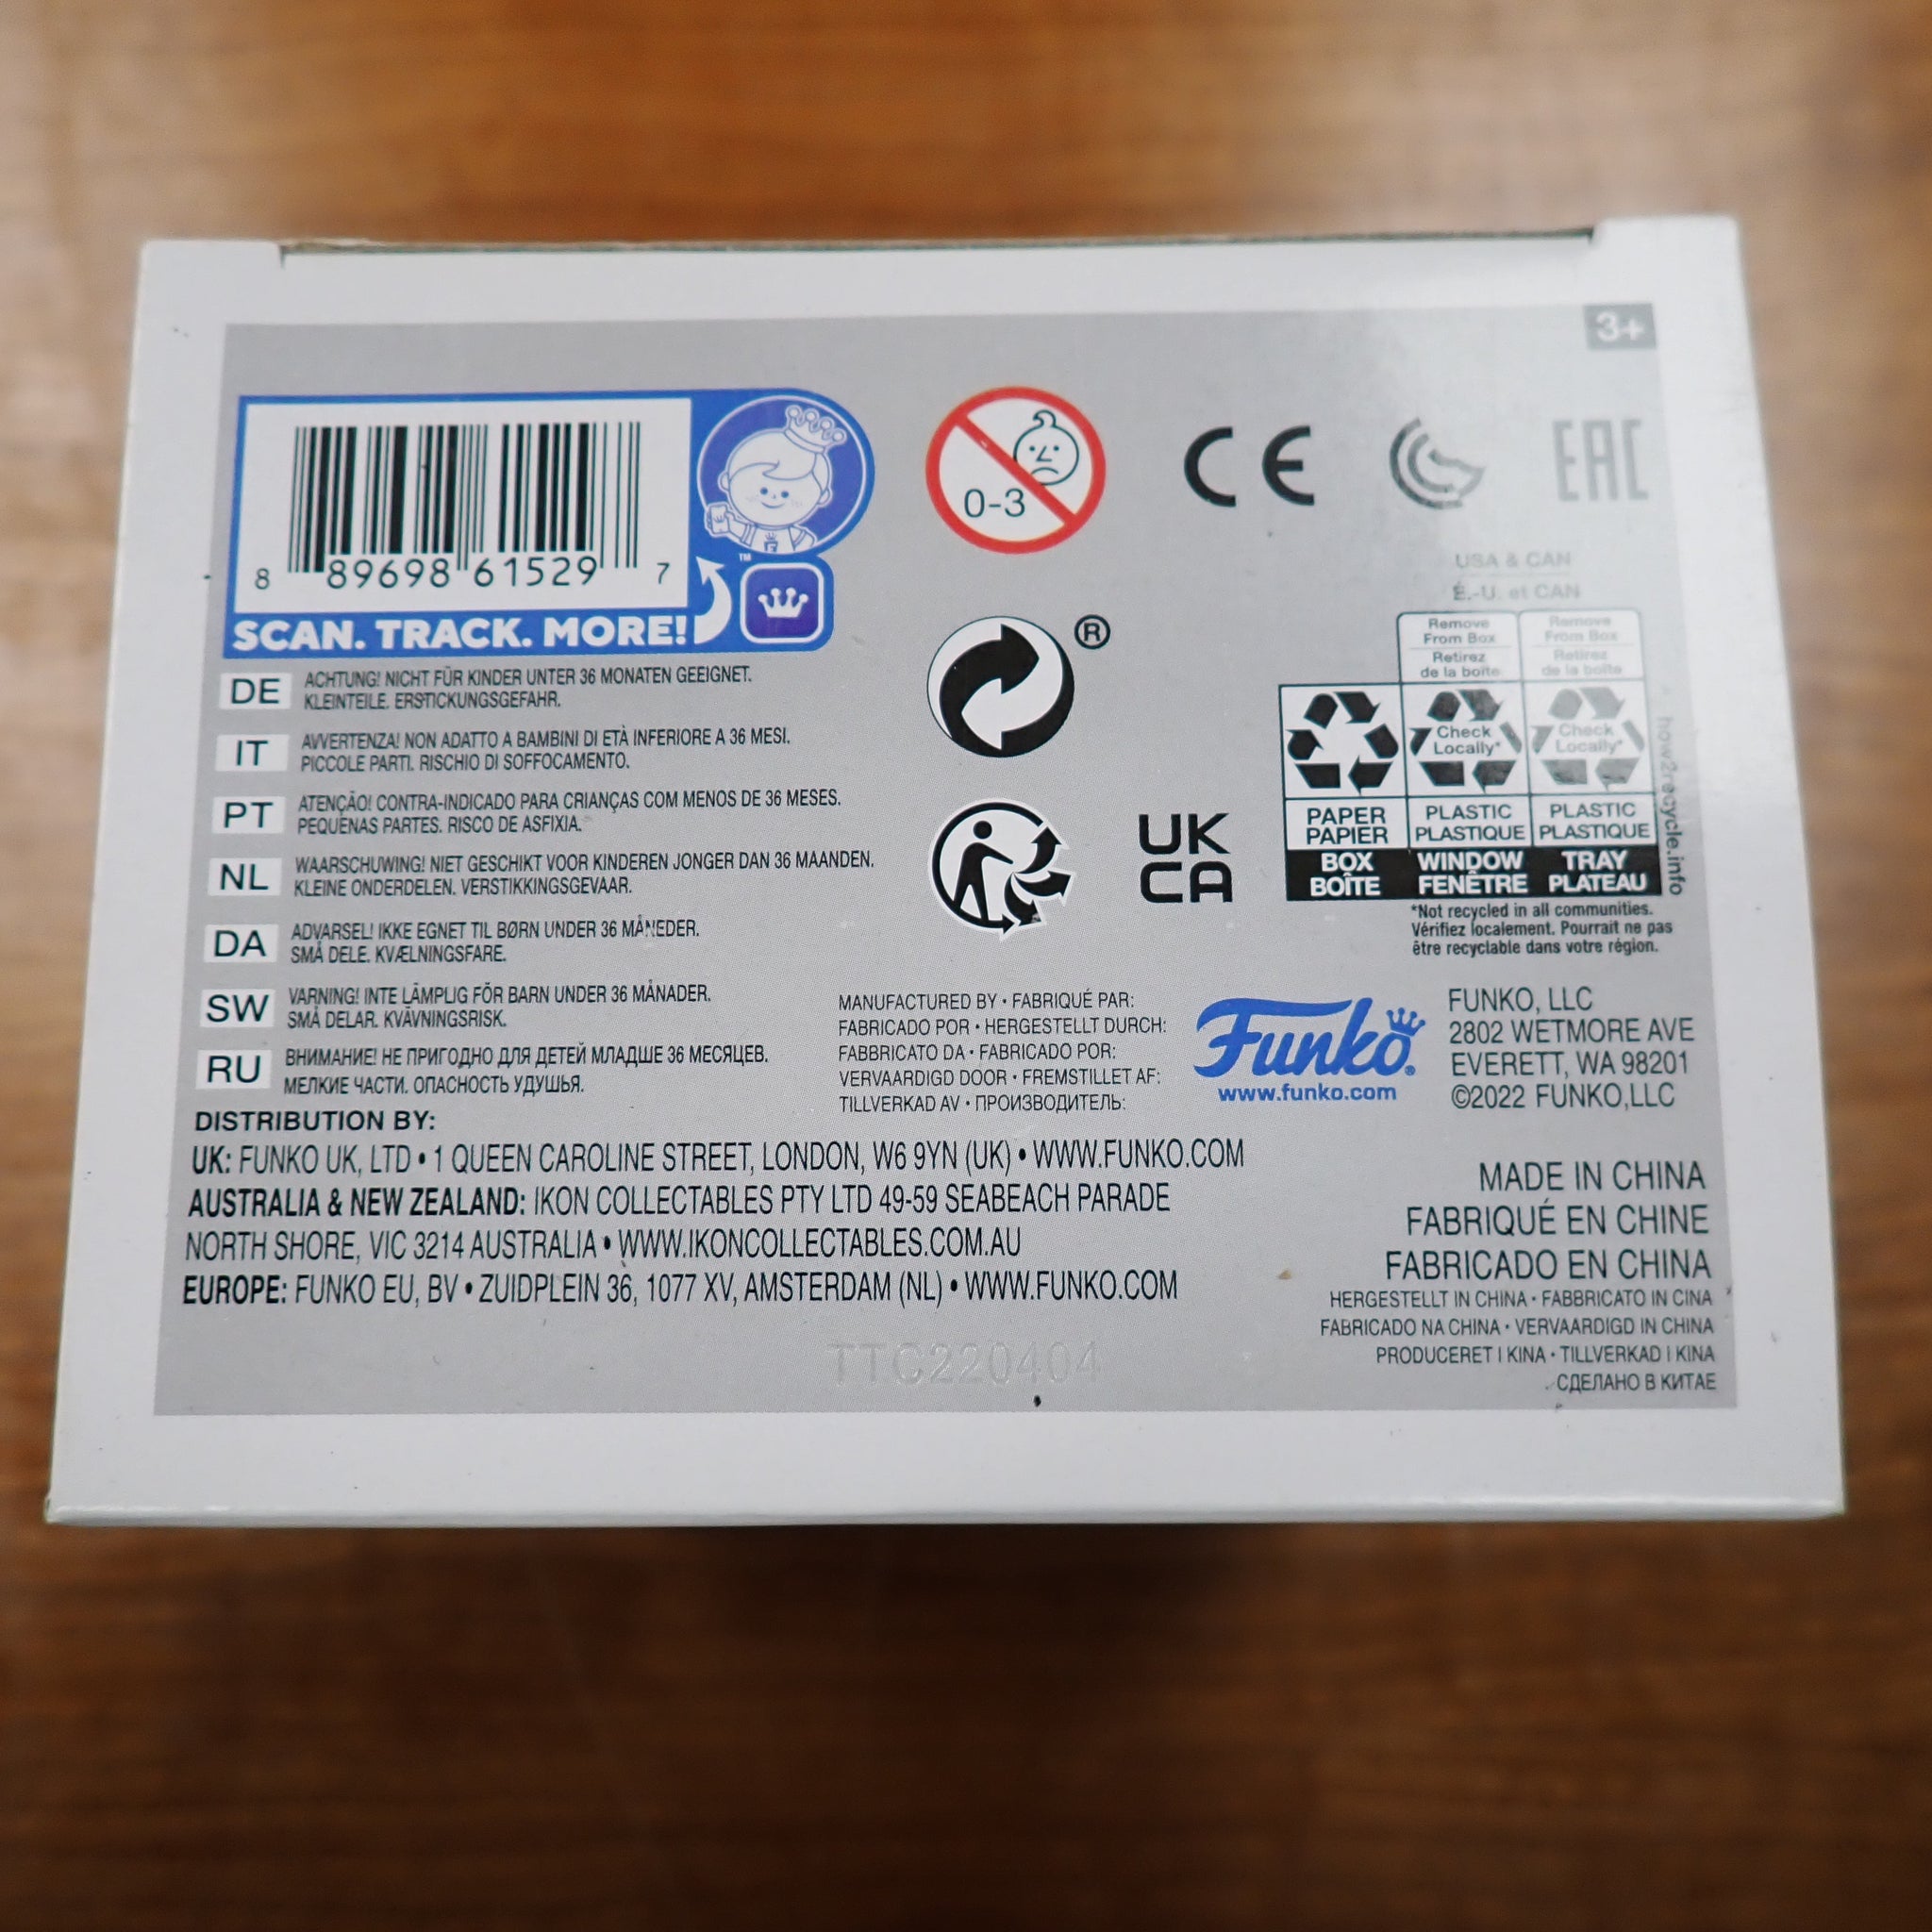 3+
8 89698 61529 7
™
SCAN. TRACK. MORE!
0-3
CE
EAC
®
UK
CA
USA & CAN
É.-U. et CAN
Remove From Box Retirez de la boîte
Remove From Box Retirez de la boîte
Check Locally*
Check Locally*
PAPER PAPIER
PLASTIC PLASTIQUE
PLASTIC PLASTIQUE
BOX BOÎTE
WINDOW FENÊTRE
TRAY PLATEAU
how2recycle.info
*Not recycled in all communities.
Vérifiez localement. Pourrait ne pas
être recyclable dans votre région.
DE ACHTUNG! NICHT FÜR KINDER UNTER 36 MONATEN GEEIGNET.
KLEINTEILE. ERSTICKUNGSGEFAHR.
IT AVVERTENZA! NON ADATTO A BAMBINI DI ETÀ INFERIORE A 36 MESI.
PICCOLE PARTI. RISCHIO DI SOFFOCAMENTO.
PT ATENÇÃO! CONTRA-INDICADO PARA CRIANÇAS COM MENOS DE 36 MESES.
PEQUENAS PARTES. RISCO DE ASFIXIA.
NL WAARSCHUWING! NIET GESCHIKT VOOR KINDEREN JONGER DAN 36 MAANDEN.
KLEINE ONDERDELEN. VERSTIKKINGSGEVAAR.
DA ADVARSEL! IKKE EGNET TIL BØRN UNDER 36 MÅNEDER.
SMÅ DELE. KVÆLNINGSFARE.
SW VARNING! INTE LÄMPLIG FÖR BARN UNDER 36 MÅNADER.
SMÅ DELAR. KVÄVNINGSRISK.
RU ВНИМАНИЕ! НЕ ПРИГОДНО ДЛЯ ДЕТЕЙ МЛАДШЕ 36 МЕСЯЦЕВ.
МЕЛКИЕ ЧАСТИ. ОПАСНОСТЬ УДУШЬЯ.
MANUFACTURED BY • FABRIQUÉ PAR:
FABRICADO POR • HERGESTELLT DURCH:
FABBRICATO DA • FABRICADO POR:
VERVAARDIGD DOOR • FREMSTILLET AF:
TILLVERKAD AV • ПРОИЗВОДИТЕЛЬ:
Funko®
www.funko.com
FUNKO, LLC
2802 WETMORE AVE
EVERETT, WA 98201
©2022 FUNKO,LLC
DISTRIBUTION BY:
UK: FUNKO UK, LTD • 1 QUEEN CAROLINE STREET, LONDON, W6 9YN (UK) • WWW.FUNKO.COM
AUSTRALIA & NEW ZEALAND: IKON COLLECTABLES PTY LTD 49-59 SEABEACH PARADE
NORTH SHORE, VIC 3214 AUSTRALIA • WWW.IKONCOLLECTABLES.COM.AU
EUROPE: FUNKO EU, BV • ZUIDPLEIN 36, 1077 XV, AMSTERDAM (NL) • WWW.FUNKO.COM
MADE IN CHINA
FABRIQUÉ EN CHINE
FABRICADO EN CHINA
HERGESTELLT IN CHINA • FABBRICATO IN CINA
FABRICADO NA CHINA • VERVAARDIGD IN CHINA
PRODUCERET I KINA • TILLVERKAD I KINA
СДЕЛАНО В КИТАЕ
TTC220404